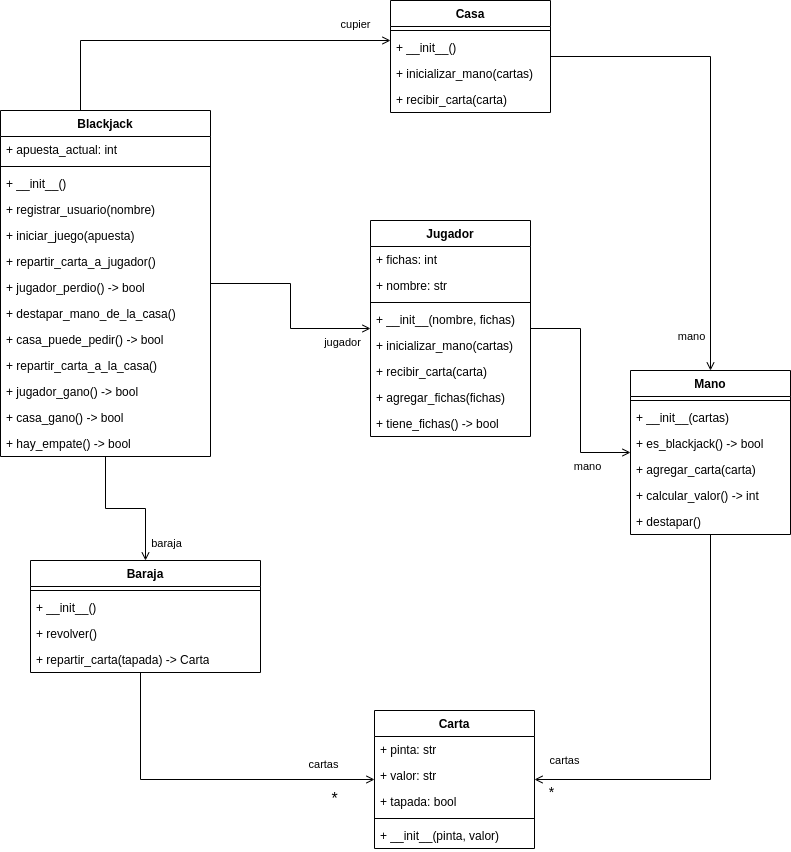 cupier
Casa
+ __init__()
+ inicializar_mano(cartas)
+ recibir_carta(carta)
Blackjack
+ apuesta_actual: int
+ __init__()
+ registrar_usuario(nombre)
+ iniciar_juego(apuesta)
+ repartir_carta_a_jugador()
+ jugador_perdio() -> bool
+ destapar_mano_de_la_casa()
+ casa_puede_pedir() -> bool
+ repartir_carta_a_la_casa()
+ jugador_gano() -> bool
+ casa_gano() -> bool
+ hay_empate() -> bool
jugador
Jugador
+ fichas: int
+ nombre: str
+ __init__(nombre, fichas)
+ inicializar_mano(cartas)
+ recibir_carta(carta)
+ agregar_fichas(fichas)
+ tiene_fichas() -> bool
mano
mano
Mano
+ __init__(cartas)
+ es_blackjack() -> bool
+ agregar_carta(carta)
+ calcular_valor() -> int
+ destapar()
baraja
Baraja
+ __init__()
+ revolver()
+ repartir_carta(tapada) -> Carta
cartas
*
Carta
+ pinta: str
+ valor: str
+ tapada: bool
+ __init__(pinta, valor)
cartas
*